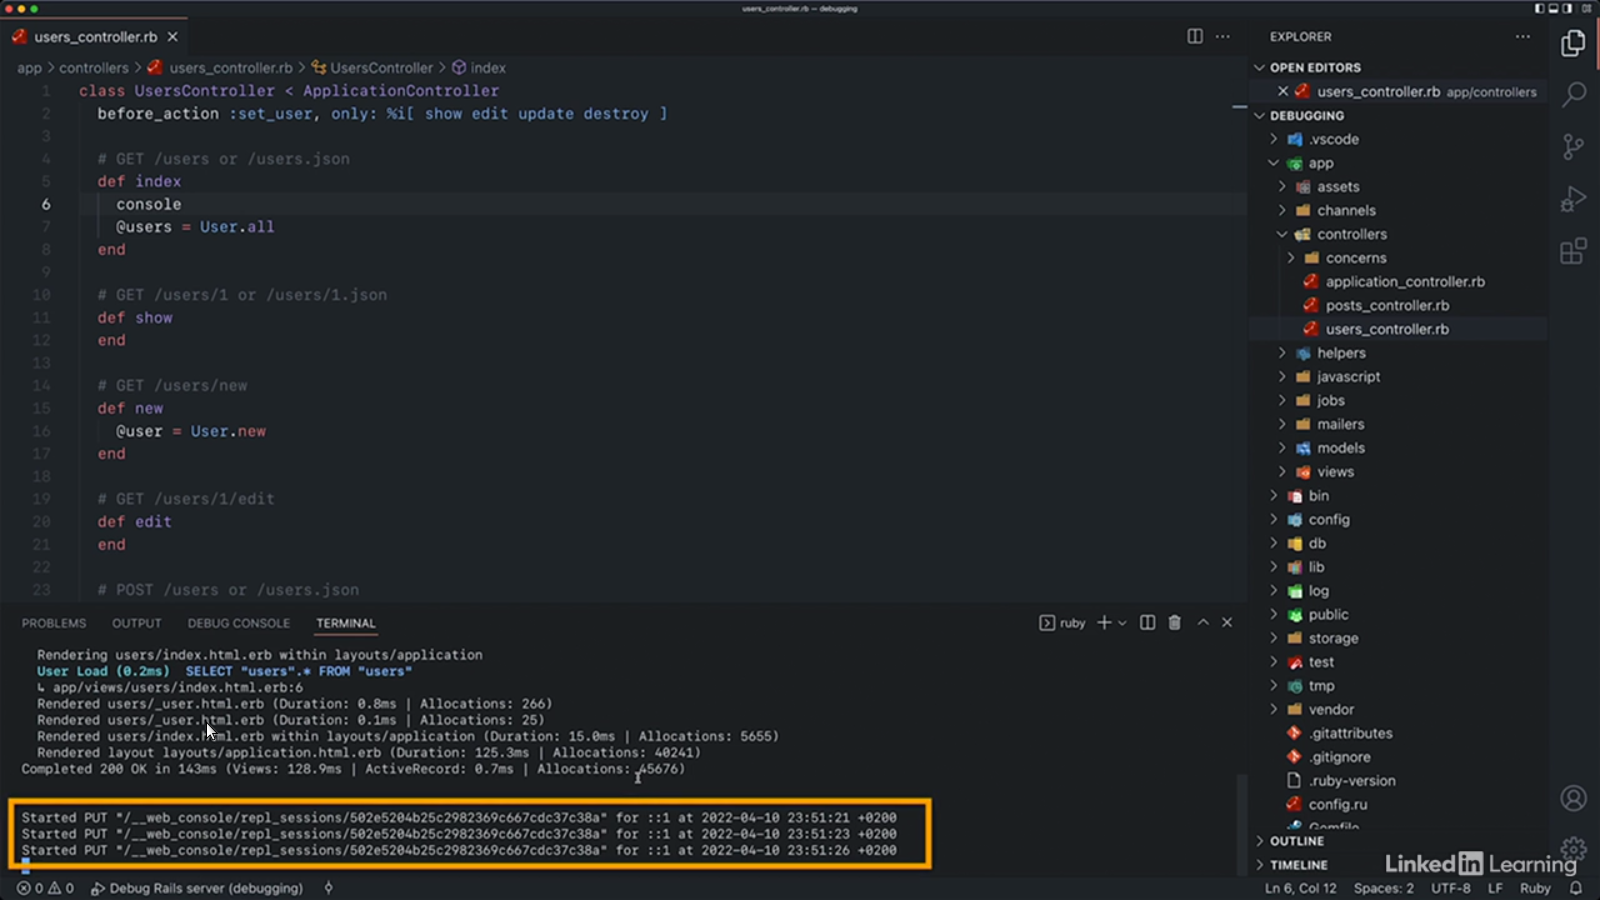 users_controller.rb — debugging
users_controller.rb
app > controllers > users_controller.rb > UsersController > index
1 class UsersController < ApplicationController
2 before_action :set_user, only: %i[ show edit update destroy ]
3
4 # GET /users or /users.json
5 def index
6 console
7 @users = User.all
8 end
9
10 # GET /users/1 or /users/1.json
11 def show
12 end
13
14 # GET /users/new
15 def new
16 @user = User.new
17 end
18
19 # GET /users/1/edit
20 def edit
21 end
22
23 # POST /users or /users.json
PROBLEMS OUTPUT DEBUG CONSOLE TERMINAL
ruby
Rendering users/index.html.erb within layouts/application
User Load (0.2ms) SELECT "users".* FROM "users"
↳ app/views/users/index.html.erb:6
Rendered users/_user.html.erb (Duration: 0.8ms | Allocations: 266)
Rendered users/_user.html.erb (Duration: 0.1ms | Allocations: 25)
Rendered users/index.html.erb within layouts/application (Duration: 15.0ms | Allocations: 5655)
Rendered layout layouts/application.html.erb (Duration: 125.3ms | Allocations: 40241)
Completed 200 OK in 143ms (Views: 128.9ms | ActiveRecord: 0.7ms | Allocations: 45676)
Started PUT "/__web_console/repl_sessions/502e5204b25c2982369c667cdc37c38a" for ::1 at 2022-04-10 23:51:21 +0200
Started PUT "/__web_console/repl_sessions/502e5204b25c2982369c667cdc37c38a" for ::1 at 2022-04-10 23:51:23 +0200
Started PUT "/__web_console/repl_sessions/502e5204b25c2982369c667cdc37c38a" for ::1 at 2022-04-10 23:51:26 +0200
EXPLORER
OPEN EDITORS
users_controller.rb app/controllers
DEBUGGING
.vscode
app
assets
channels
controllers
concerns
application_controller.rb
posts_controller.rb
users_controller.rb
helpers
javascript
jobs
mailers
models
views
bin
config
db
lib
log
public
storage
test
tmp
vendor
.gitattributes
.gitignore
.ruby-version
config.ru
Gemfile
OUTLINE
TIMELINE
LinkedIn Learning
0 0 Debug Rails server (debugging)
Ln 6, Col 12 Spaces: 2 UTF-8 LF Ruby